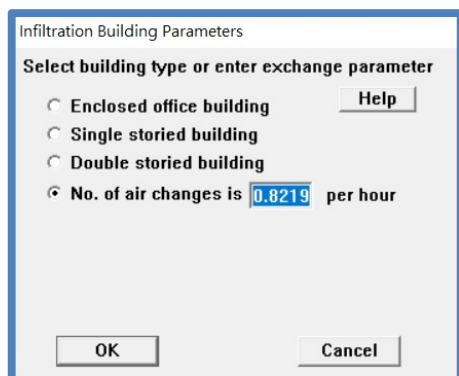 Infiltration Building Parameters
Select building type or enter exchange parameter
Help
Enclosed office building
Single storied building
Double storied building
No. of air changes is 0.8219 per hour
OK
Cancel